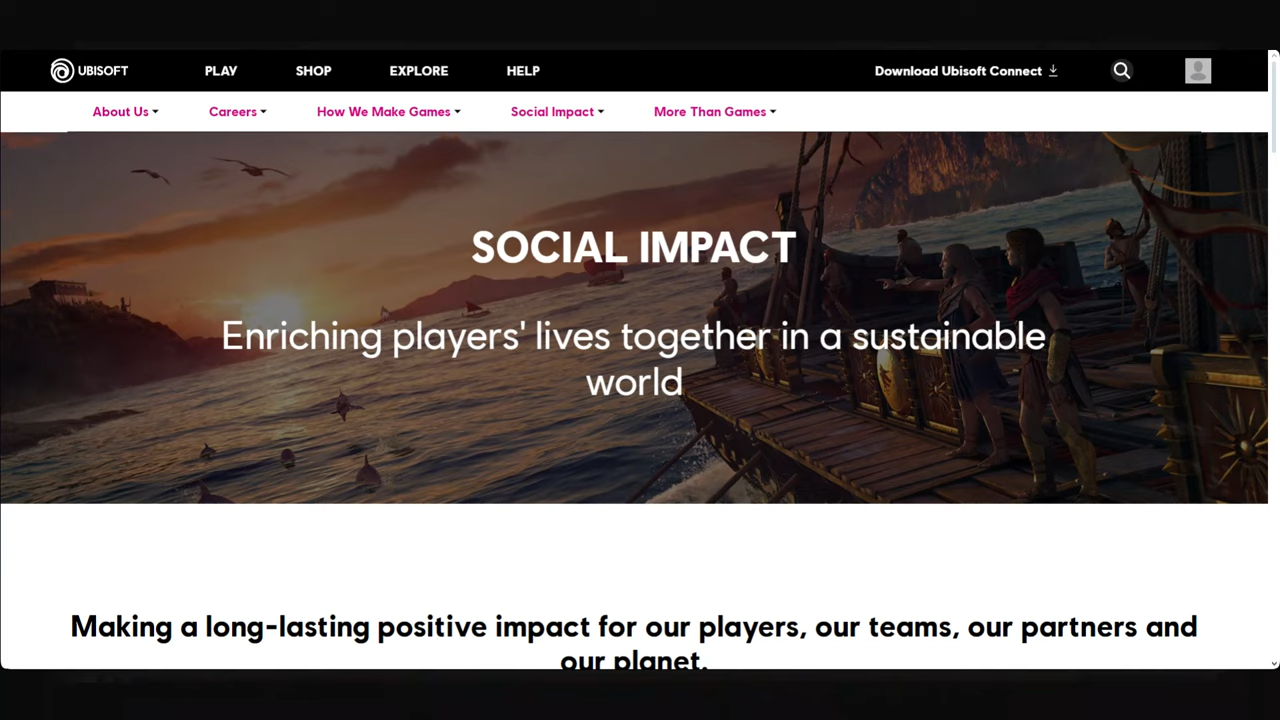 UBISOFT PLAY SHOP EXPLORE HELP Download Ubisoft Connect
About Us Careers How We Make Games Social Impact More Than Games
SOCIAL IMPACT
Enriching players' lives together in a sustainable
world
Making a long-lasting positive impact for our players, our teams, our partners and
our planet.